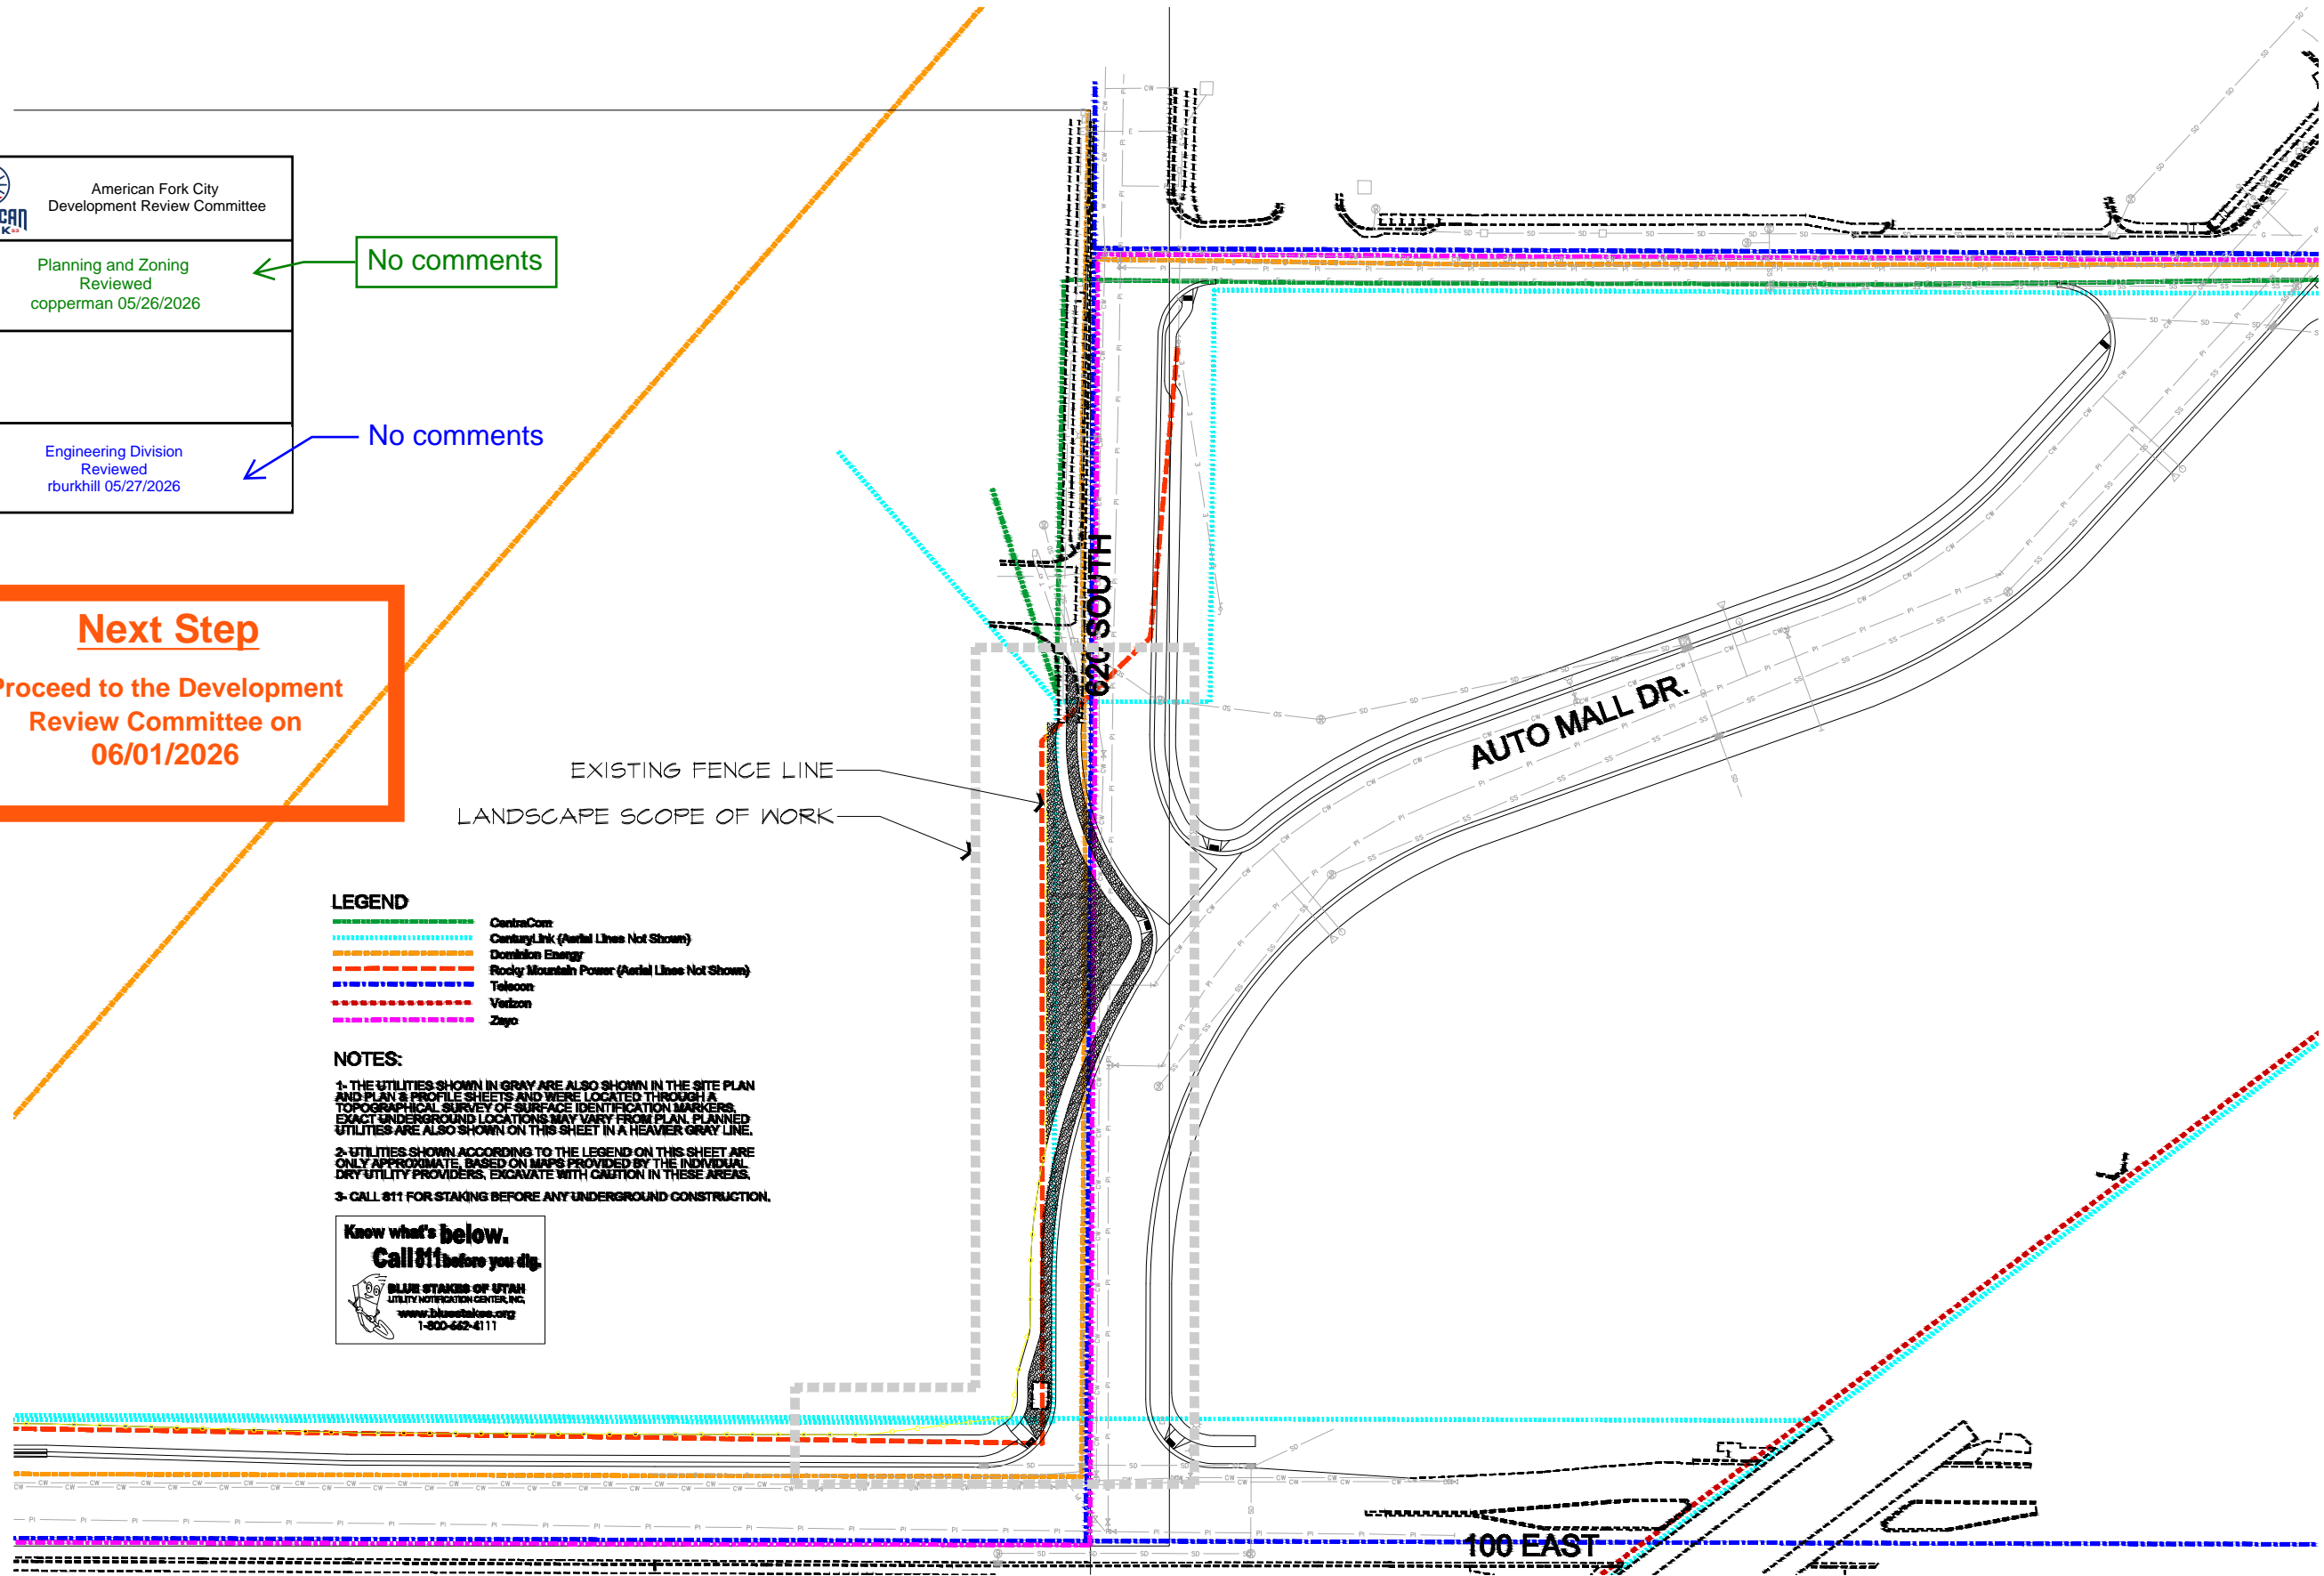 American Fork City
Development Review Committee
Planning and Zoning
Reviewed
copperman 05/26/2026
No comments
Engineering Division
Reviewed
rburkhill 05/27/2026
No comments
Next Step
Proceed to the Development
Review Committee on
06/01/2026
EXISTING FENCE LINE
LANDSCAPE SCOPE OF WORK
620 SOUTH
AUTO MALL DR.
100 EAST
LEGEND
CentraCom
CenturyLink (Aerial Lines Not Shown)
Dominion Energy
Rocky Mountain Power (Aerial Lines Not Shown)
Telecon
Verizon
Zayo
NOTES:
1- THE UTILITIES SHOWN IN GRAY ARE ALSO SHOWN IN THE SITE PLAN
AND PLAN & PROFILE SHEETS AND WERE LOCATED THROUGH A
TOPOGRAPHICAL SURVEY OF SURFACE IDENTIFICATION MARKERS.
EXACT UNDERGROUND LOCATIONS MAY VARY FROM PLAN. PLANNED
UTILITIES ARE ALSO SHOWN ON THIS SHEET IN A HEAVIER GRAY LINE.
2- UTILITIES SHOWN ACCORDING TO THE LEGEND ON THIS SHEET ARE
ONLY APPROXIMATE, BASED ON MAPS PROVIDED BY THE INDIVIDUAL
DRY UTILITY PROVIDERS, EXCAVATE WITH CAUTION IN THESE AREAS.
3- CALL 811 FOR STAKING BEFORE ANY UNDERGROUND CONSTRUCTION.
Know what's below.
Call 811 before you dig.
BLUE STAKES OF UTAH
UTILITY NOTIFICATION CENTER, INC.
www.bluestakes.org
1-800-662-4111